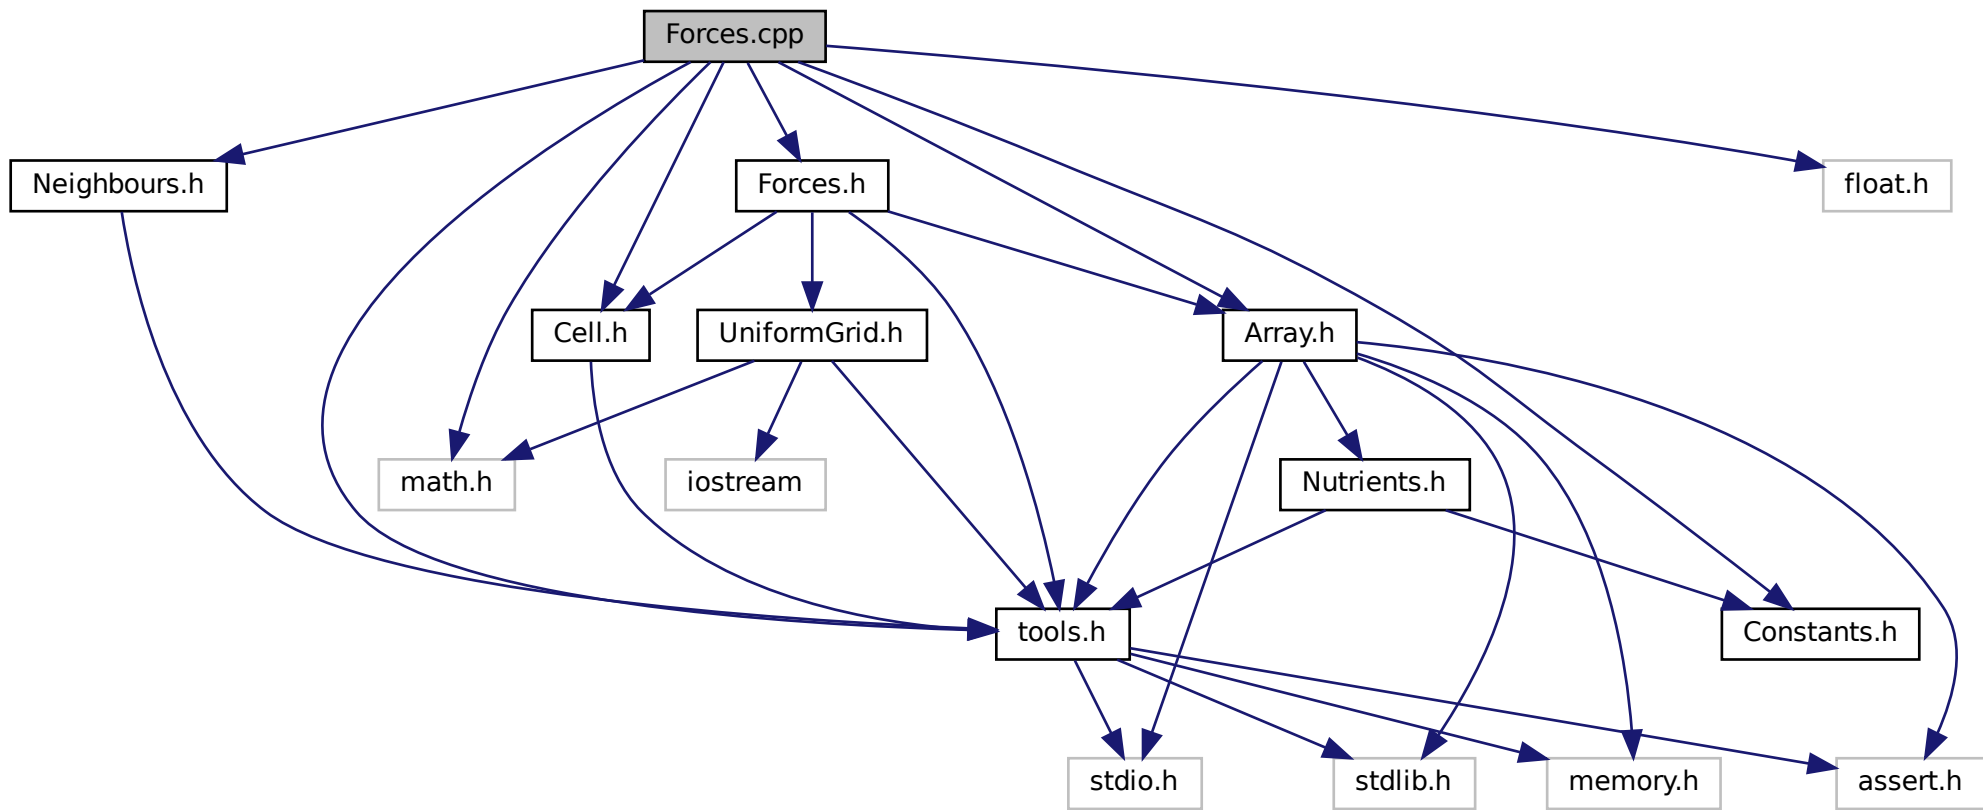 Forces.cpp
Neighbours.h
Forces.h
float.h
Cell.h
UniformGrid.h
Array.h
math.h
iostream
Nutrients.h
tools.h
Constants.h
stdio.h
stdlib.h
memory.h
assert.h